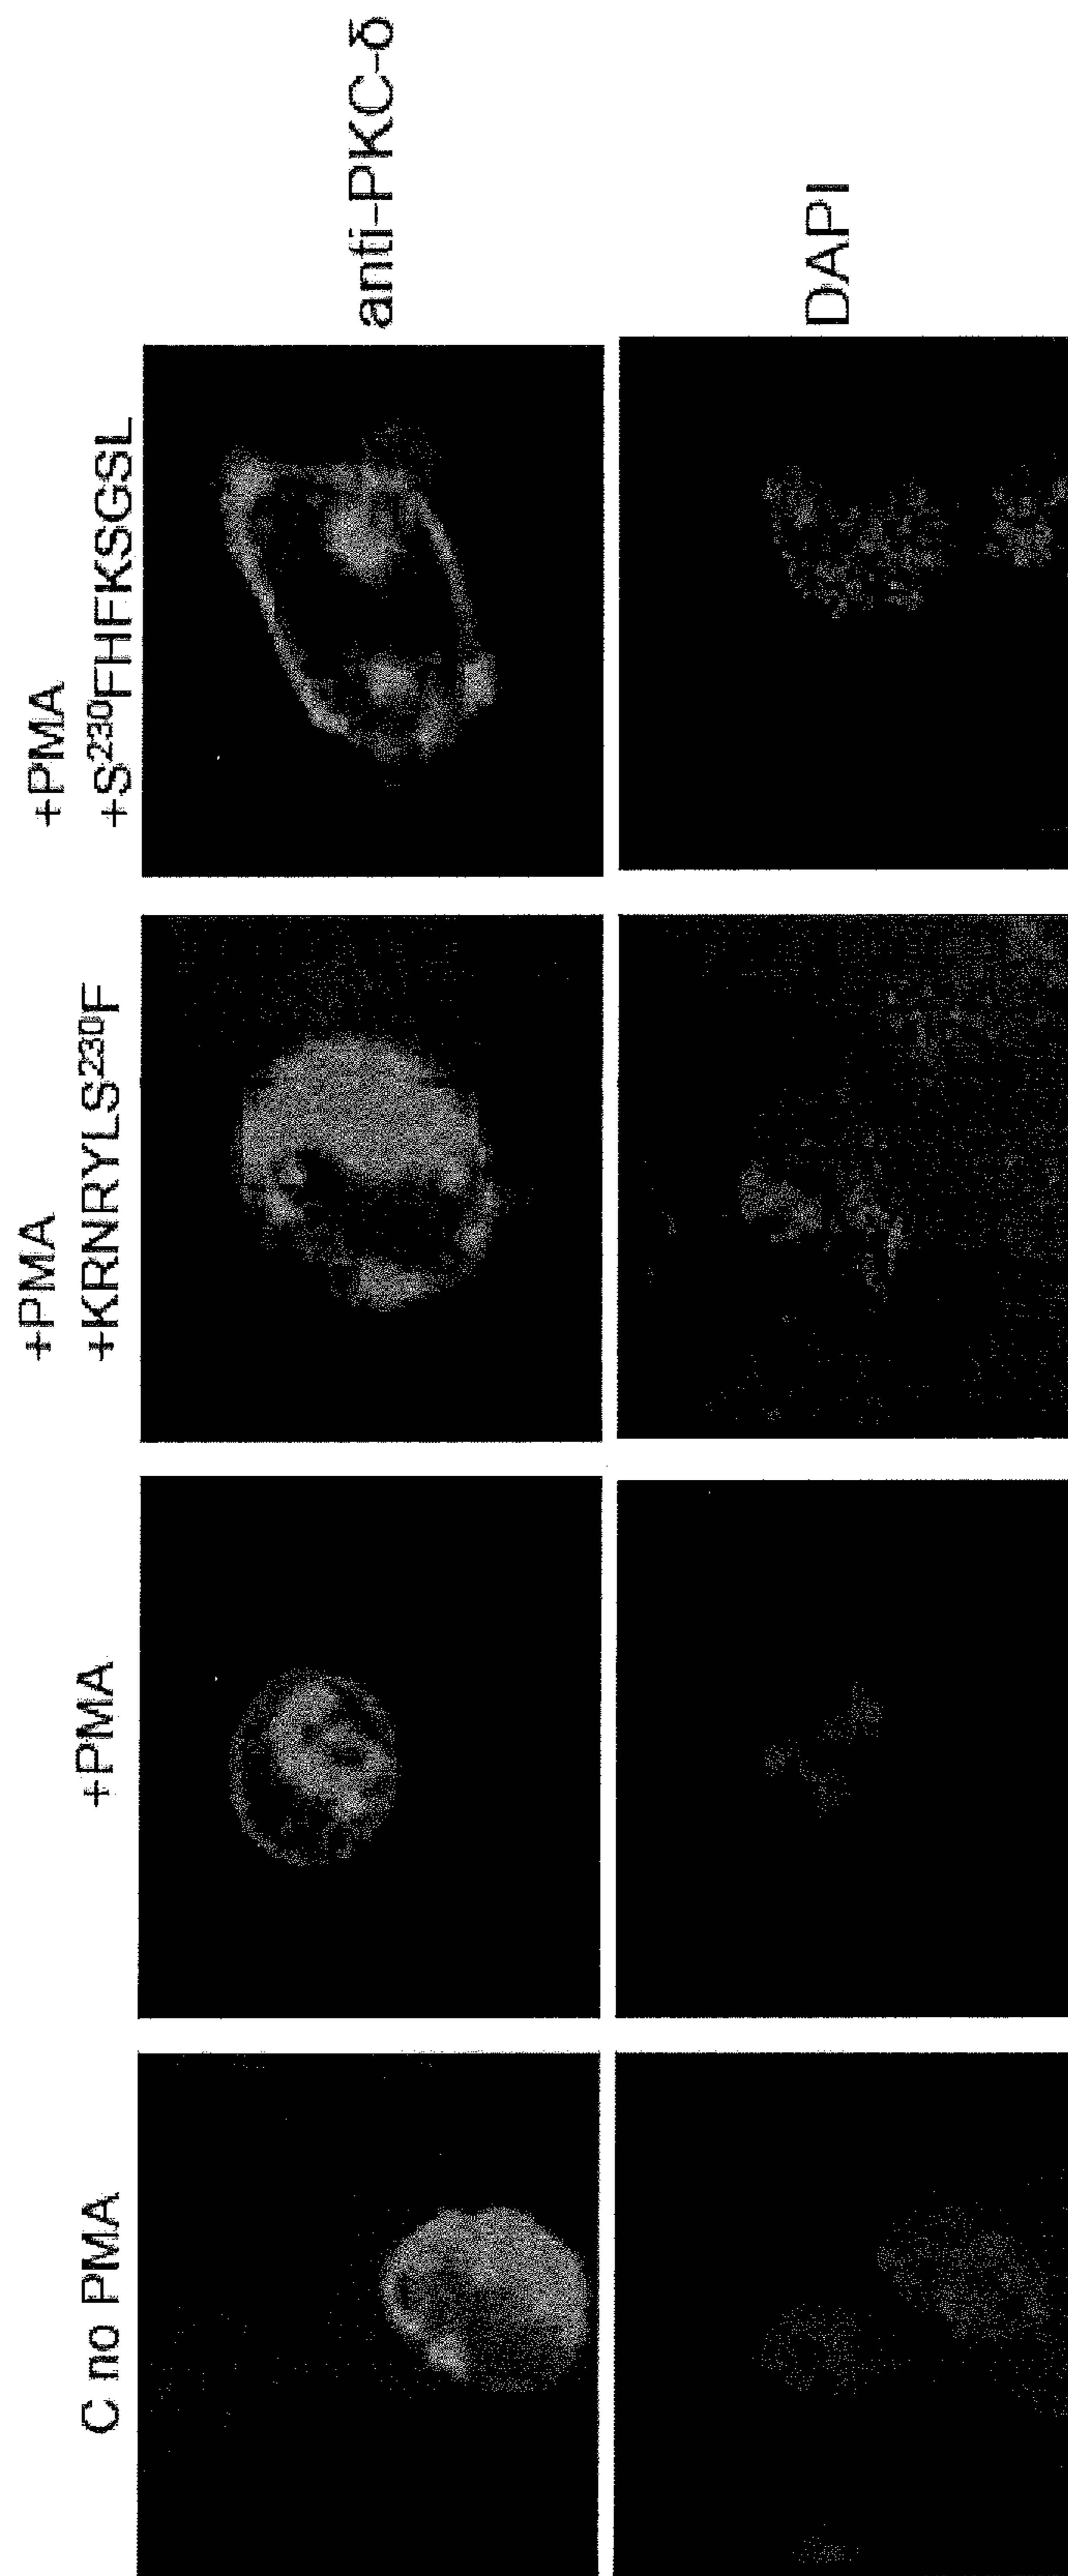 C no PMA
+PMA
+PMA
+KRNRYLS²³⁰F
+PMA
+S²³⁰FHFKSGSL
anti-PKC-δ
DAPI